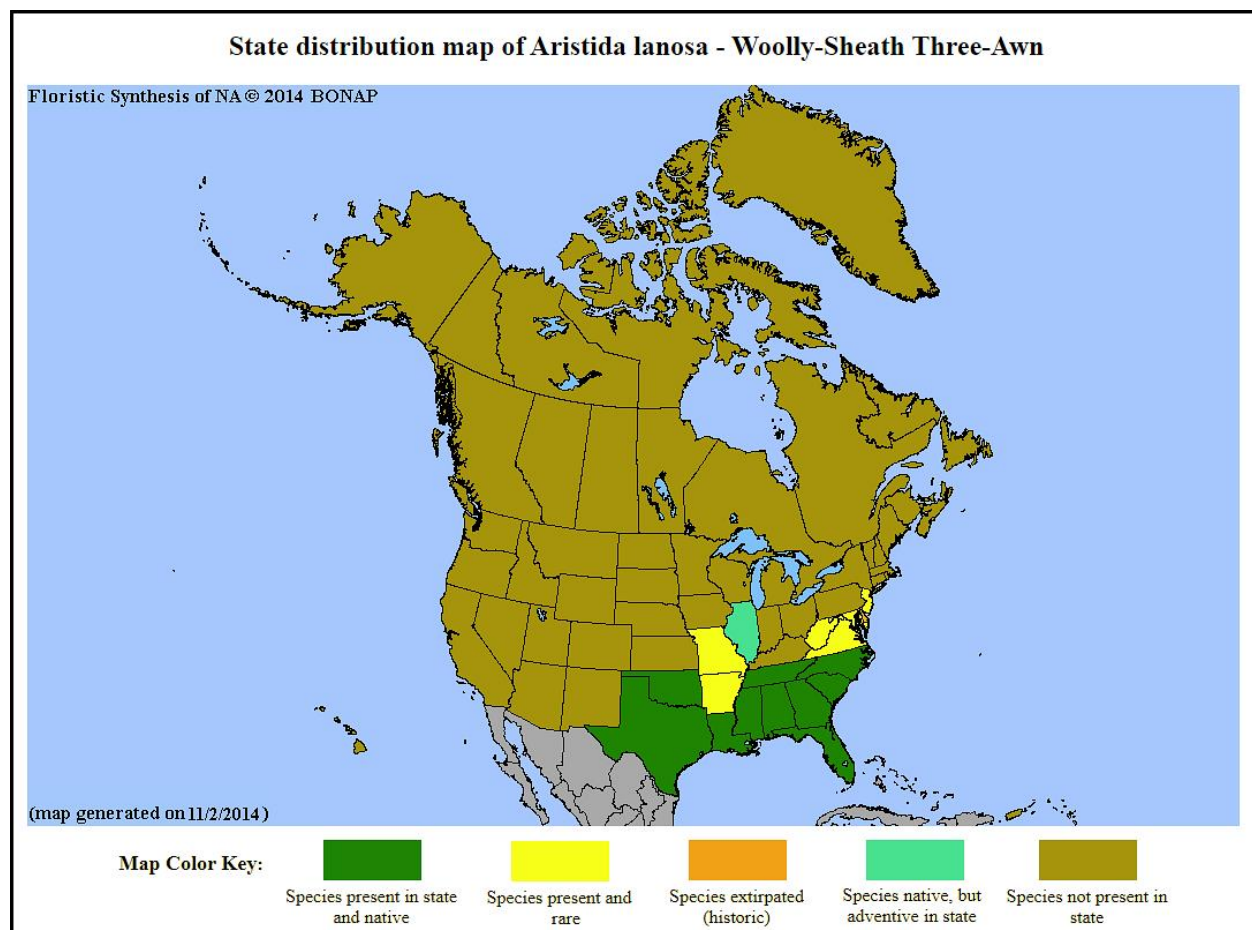 State distribution map of Aristida lanosa - Woolly-Sheath Three-Awn
Floristic Synthesis of NA © 2014 BONAP
(map generated on 11/2/2014 )
Map Color Key:
Species present in state
and native
Species present and
rare
Species extirpated
(historic)
Species native, but
adventive in state
Species not present in
state